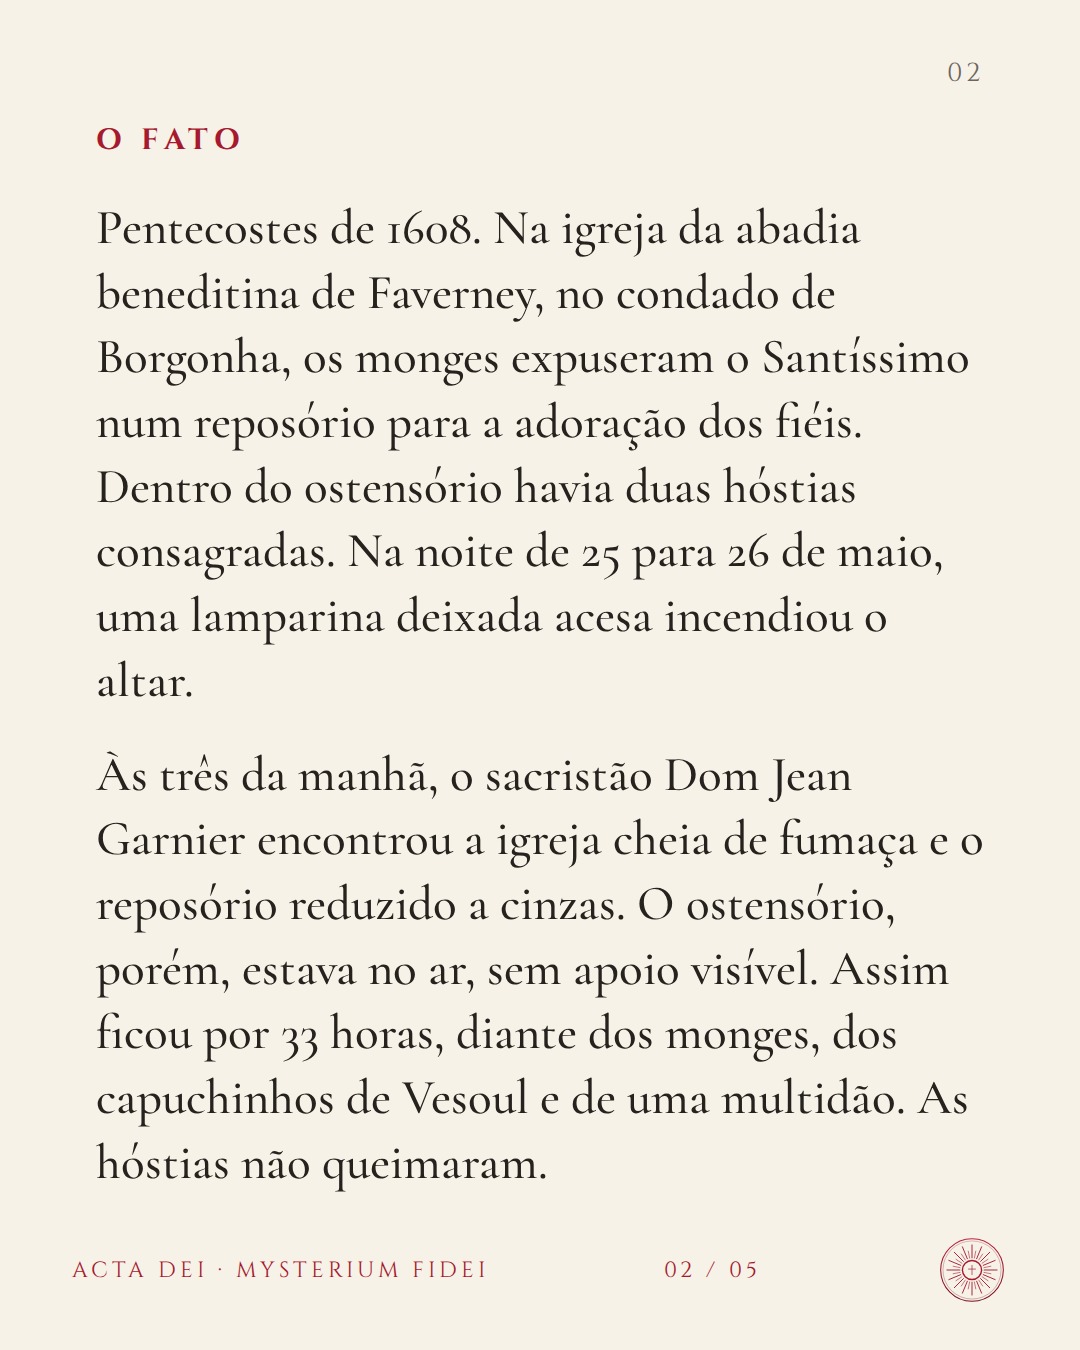 02
O FATO
Pentecostes de 1608. Na igreja da abadia
beneditina de Faverney, no condado de
Borgonha, os monges expuseram o Santíssimo
num reposório para a adoração dos fiéis.
Dentro do ostensório havia duas hóstias
consagradas. Na noite de 25 para 26 de maio,
uma lamparina deixada acesa incendiou o
altar.
Às três da manhã, o sacristão Dom Jean
Garnier encontrou a igreja cheia de fumaça e o
reposório reduzido a cinzas. O ostensório,
porém, estava no ar, sem apoio visível. Assim
ficou por 33 horas, diante dos monges, dos
capuchinhos de Vesoul e de uma multidão. As
hóstias não queimaram.
ACTA DEI · MYSTERIUM FIDEI
02 / 05